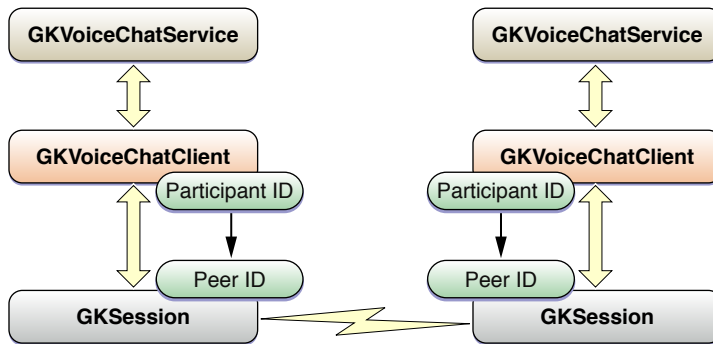 GKVoiceChatService
GKVoiceChatService
GKVoiceChatClient
GKVoiceChatClient
Participant ID
Participant ID
Peer ID
Peer ID
GKSession
GKSession